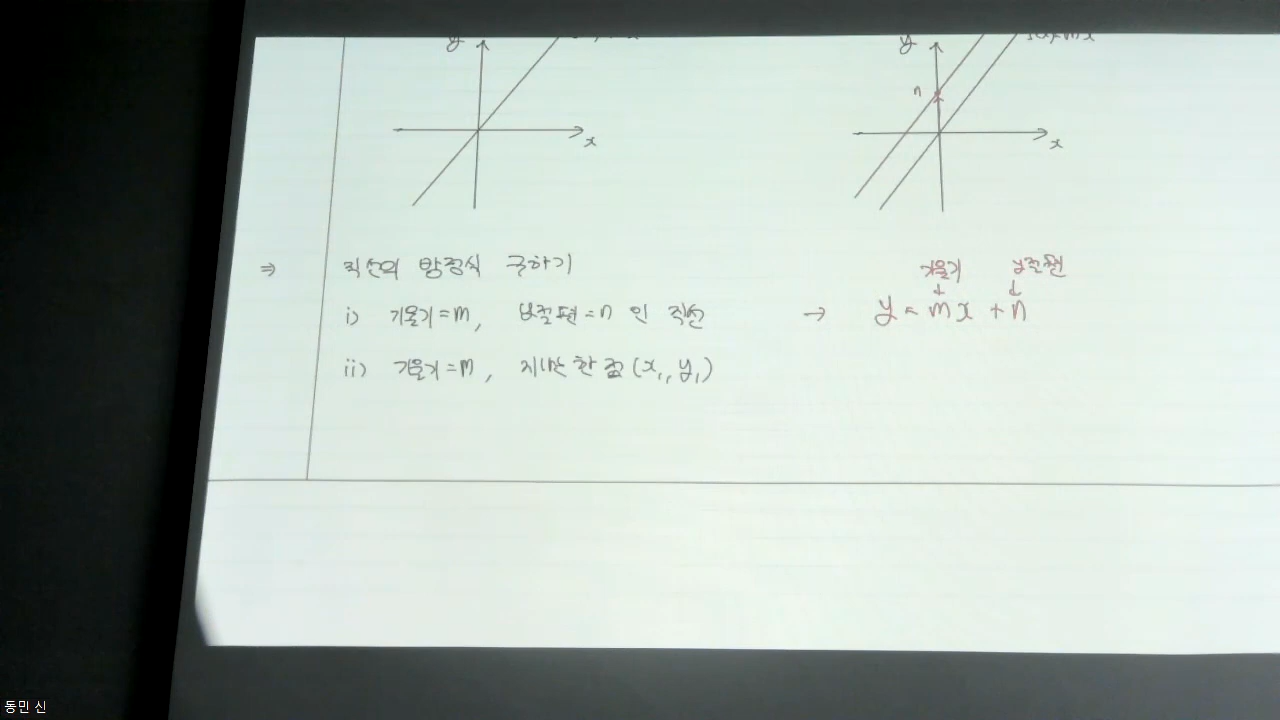 y
x
y
n
x
⇒ 직선의 방정식 구하기
기울기 y절편
i) 기울기=m, y절편=n 인 직선 → y = mx + n
ii) 기울기=m, 지나는 한 점 (x₁, y₁)
동민 신